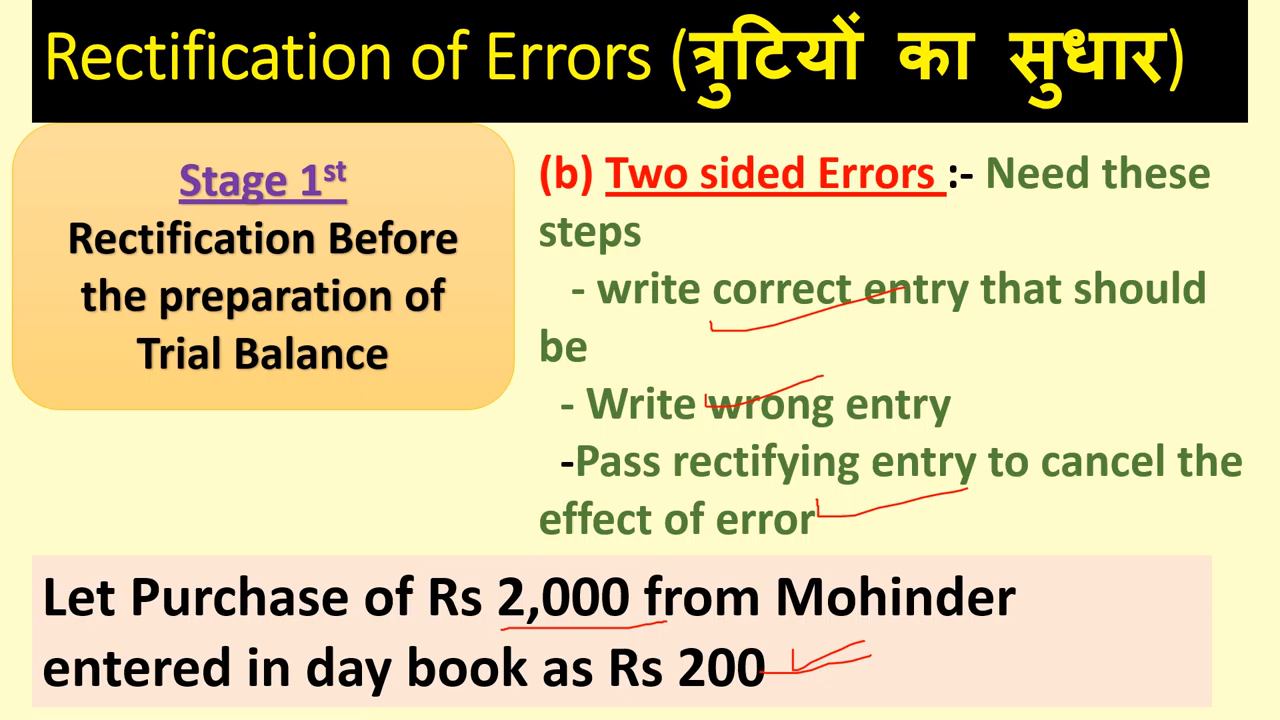 Rectification of Errors (त्रुटियों का सुधार)
Stage 1st
Rectification Before
the preparation of
Trial Balance
(b) Two sided Errors :- Need these
steps
- write correct entry that should
be
- Write wrong entry
-Pass rectifying entry to cancel the
effect of error
Let Purchase of Rs 2,000 from Mohinder
entered in day book as Rs 200